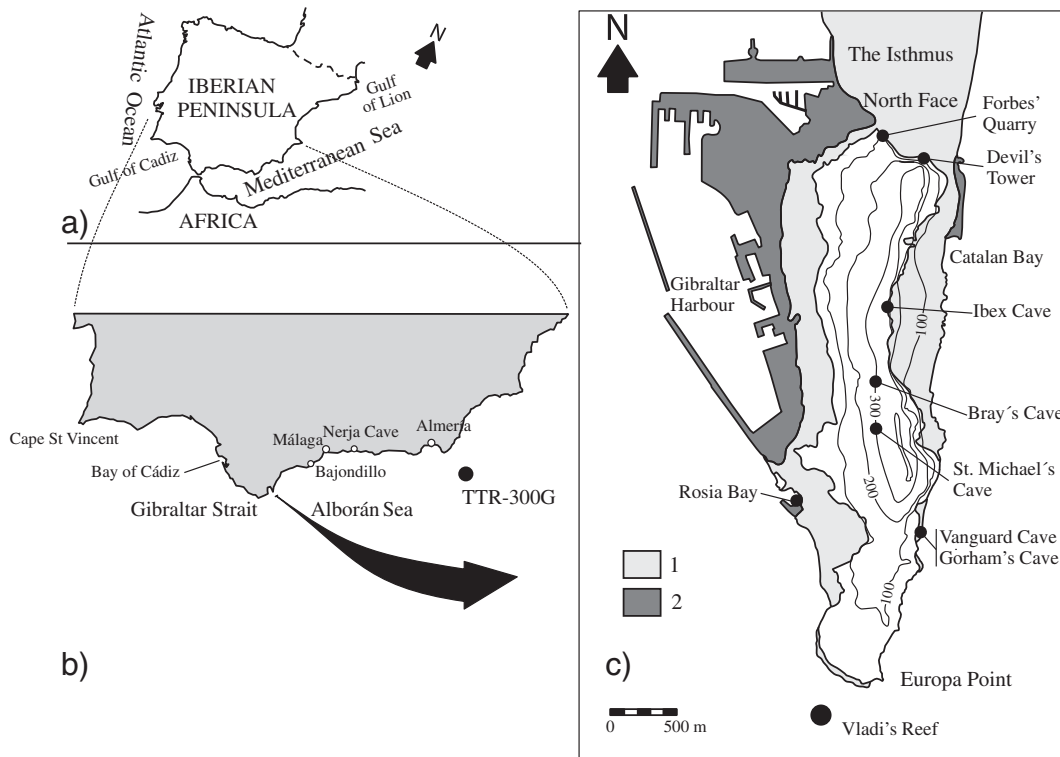 Atlantic
Ocean
N
IBERIAN
PENINSULA
Gulf
of Lion
Gulf of Cadiz
Mediterranean Sea
AFRICA
a)
Cape St Vincent
Bay of Cádiz
Málaga
Nerja Cave
Almería
Bajondillo
TTR-300G
Gibraltar Strait
Alborán Sea
b)
N
The Isthmus
North Face
Forbes'
Quarry
Devil's
Tower
Catalan Bay
Gibraltar
Harbour
Ibex Cave
100
Bray´s Cave
300
St. Michael´s
Cave
200
Rosia Bay
Vanguard Cave
Gorham's Cave
1
2
100
c)
Europa Point
0 500 m
Vladi's Reef